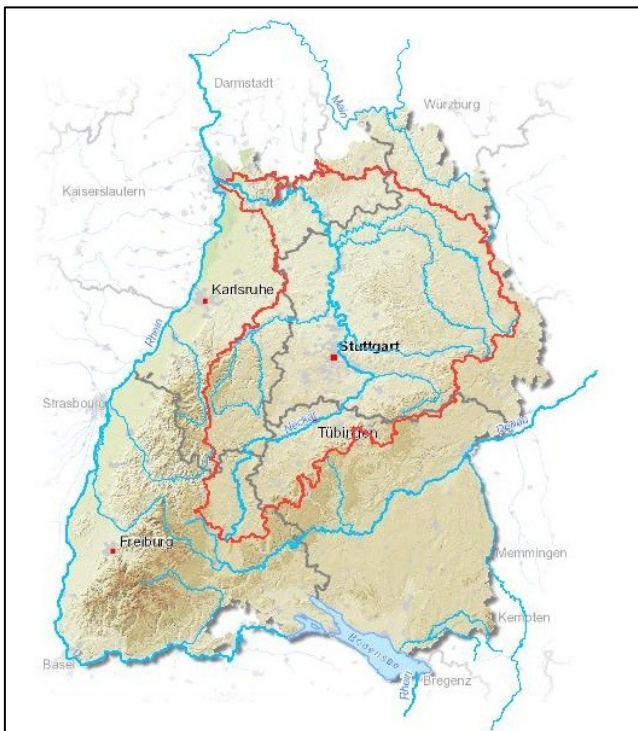 Darmstadt
Würzburg
Main
Kaiserslautern
Karlsruhe
Rhein
Stuttgart
Strasbourg
Neckar
Tübingen
Donau
Freiburg
Memmingen
Kempten
Basel
Bodensee
Rhein
Bregenz